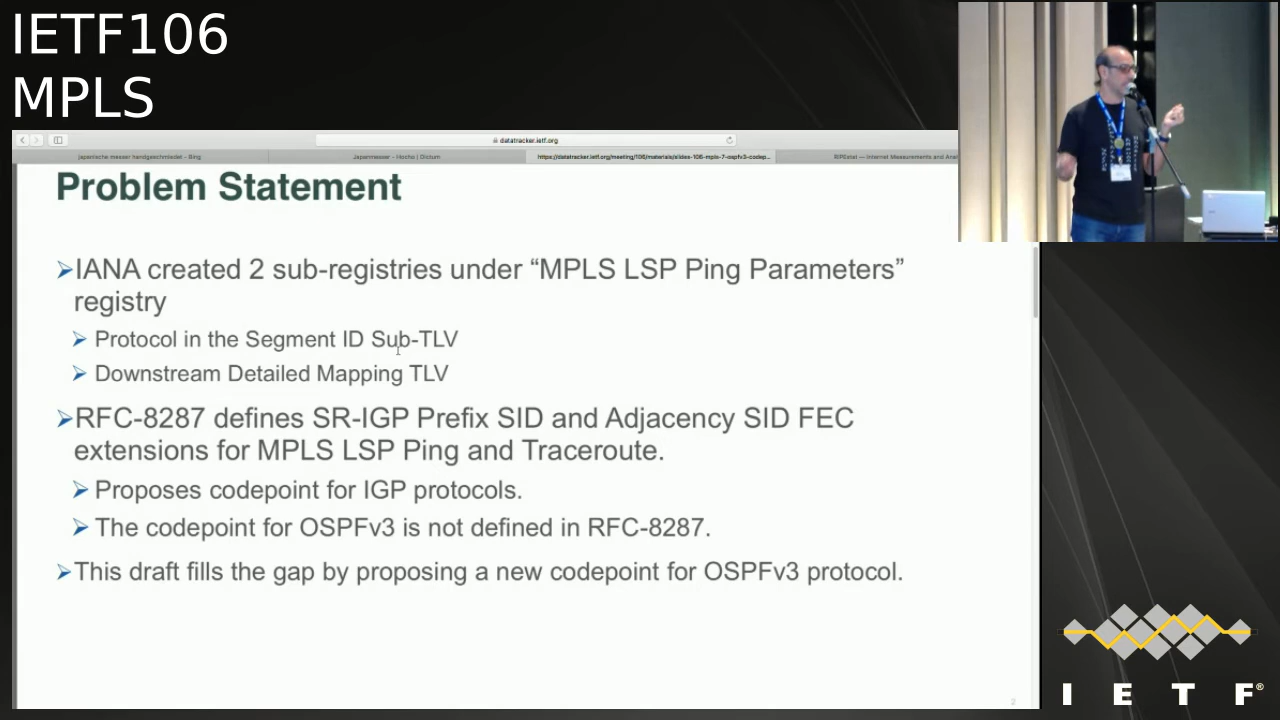 IETF106
MPLS
datatracker.ietf.org
japanische messer handgeschmiedet - Bing
Japanmesser - Hocho | Dictum
https://datatracker.ietf.org/meeting/106/materials/slides-106-mpls-7-ospfv3-codep...
RIPEstat — Internet Measurements and Anal
Problem Statement
➢IANA created 2 sub-registries under “MPLS LSP Ping Parameters”
registry
➢ Protocol in the Segment ID Sub-TLV
➢ Downstream Detailed Mapping TLV
➢RFC-8287 defines SR-IGP Prefix SID and Adjacency SID FEC
extensions for MPLS LSP Ping and Traceroute.
➢ Proposes codepoint for IGP protocols.
➢ The codepoint for OSPFv3 is not defined in RFC-8287.
➢This draft fills the gap by proposing a new codepoint for OSPFv3 protocol.
2
I E T F®